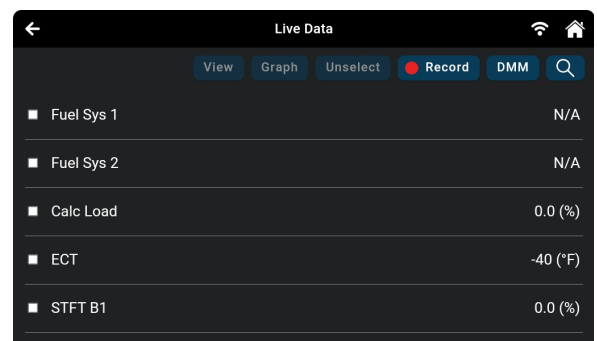 Live Data
View Graph Unselect Record DMM
Fuel Sys 1 N/A
Fuel Sys 2 N/A
Calc Load 0.0 (%)
ECT -40 (°F)
STFT B1 0.0 (%)